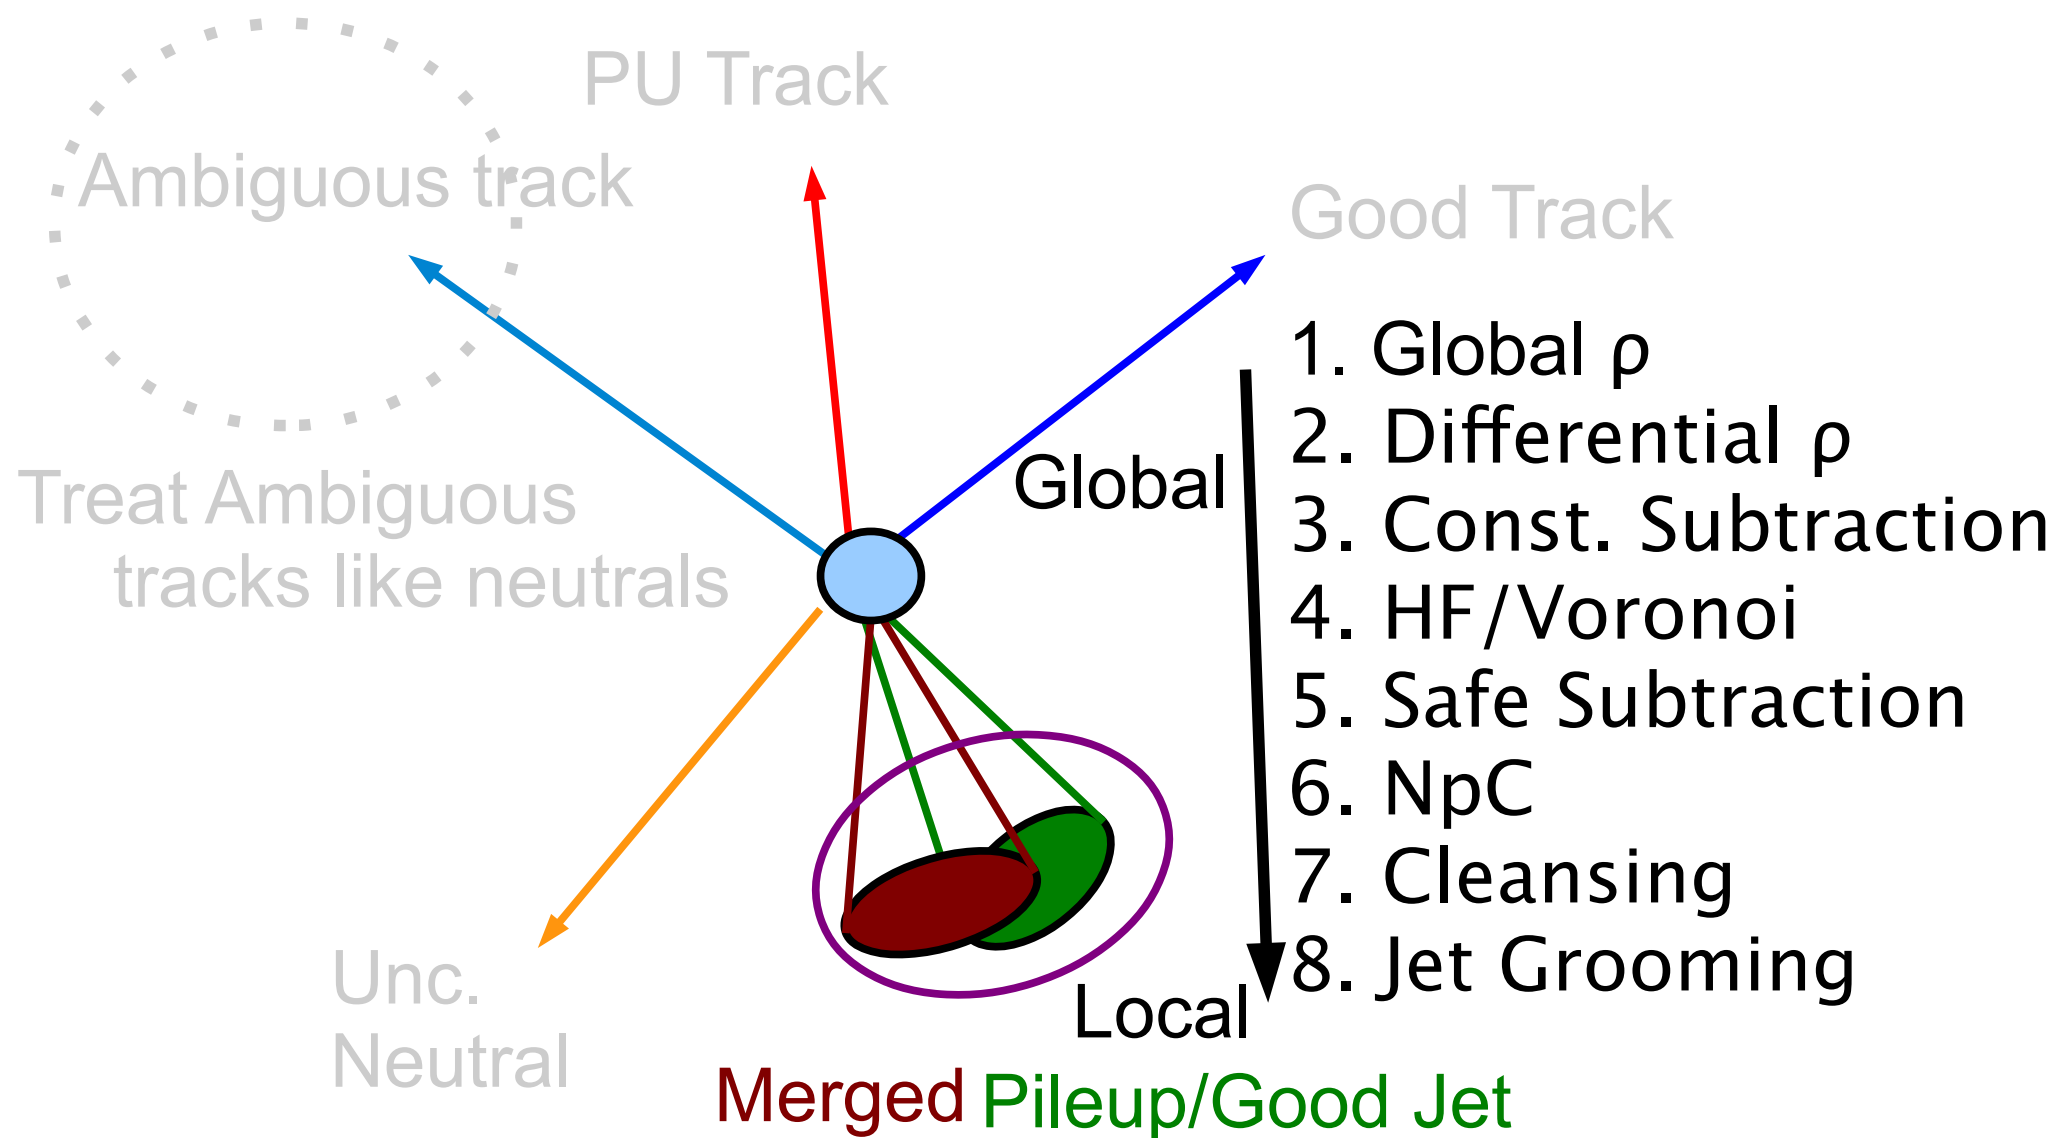 PU Track
Ambiguous track
Good Track
1. Global ρ
2. Differential ρ
Global
3. Const. Subtraction
Treat Ambiguous
tracks like neutrals
4. HF/Voronoi
5. Safe Subtraction
6. NpC
7. Cleansing
8. Jet Grooming
Unc.
Neutral
Local
Merged Pileup/Good Jet